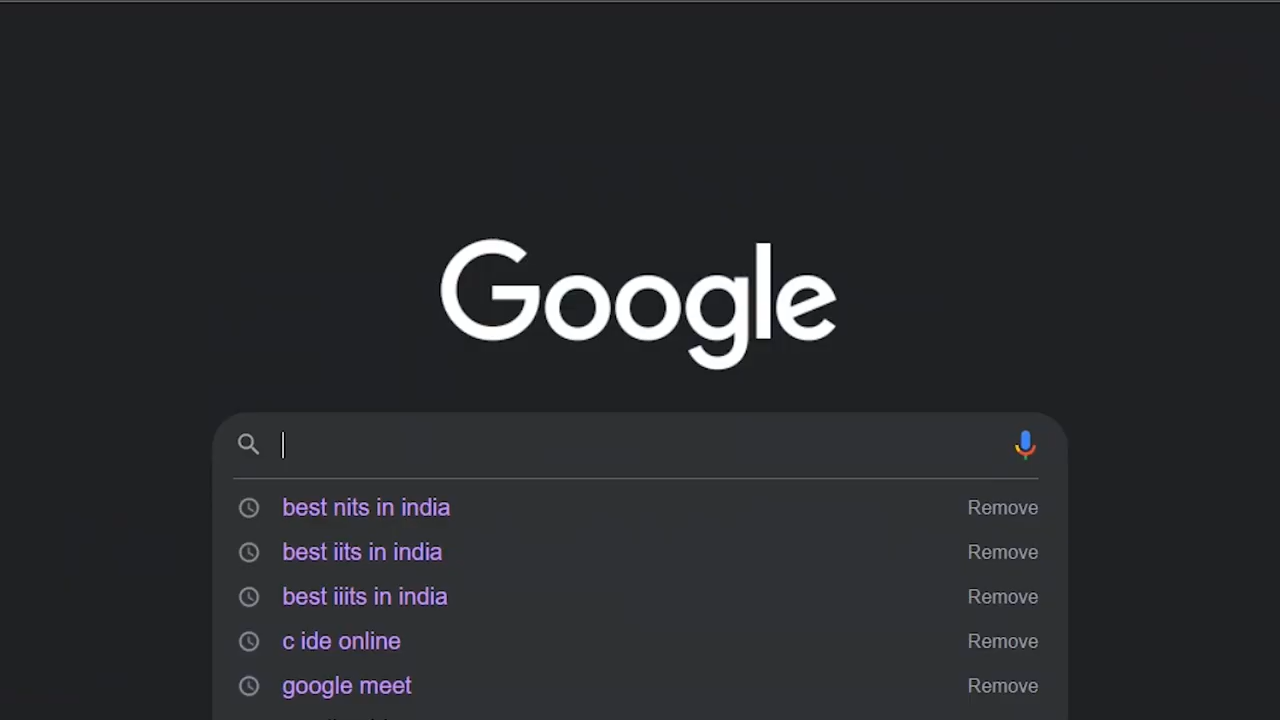 Google
best nits in india Remove
best iits in india Remove
best iiits in india Remove
c ide online Remove
google meet Remove